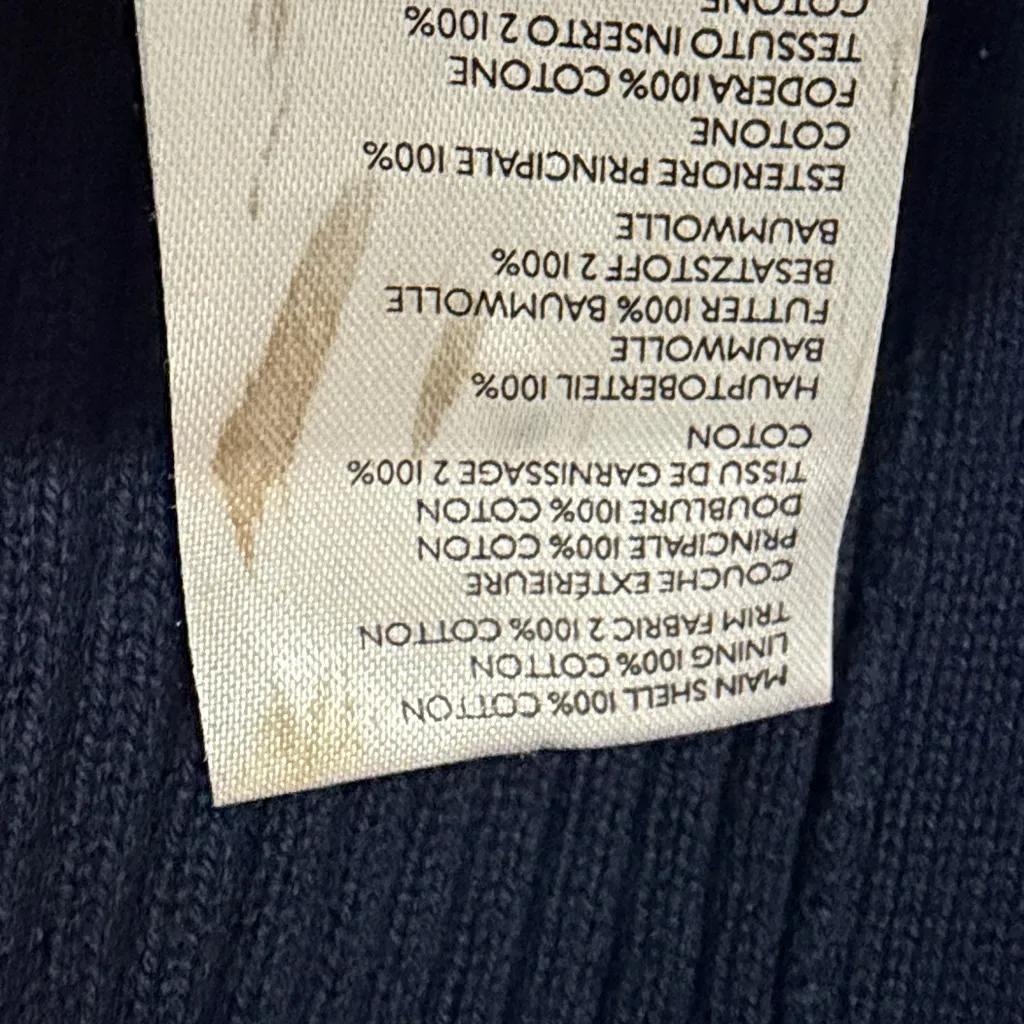 MAIN SHELL 100% COTTON
LINING 100% COTTON
TRIM FABRIC 2 100% COTTON
COUCHE EXTÉRIEURE
PRINCIPALE 100% COTON
DOUBLURE 100% COTON
TISSU DE GARNISSAGE 2 100%
COTON
HAUPTOBERTEIL 100%
BAUMWOLLE
FUTTER 100% BAUMWOLLE
BESATZSTOFF 2 100%
BAUMWOLLE
ESTERIORE PRINCIPALE 100%
COTONE
FODERA 100% COTONE
TESSUTO INSERTO 2 100%
COTONE